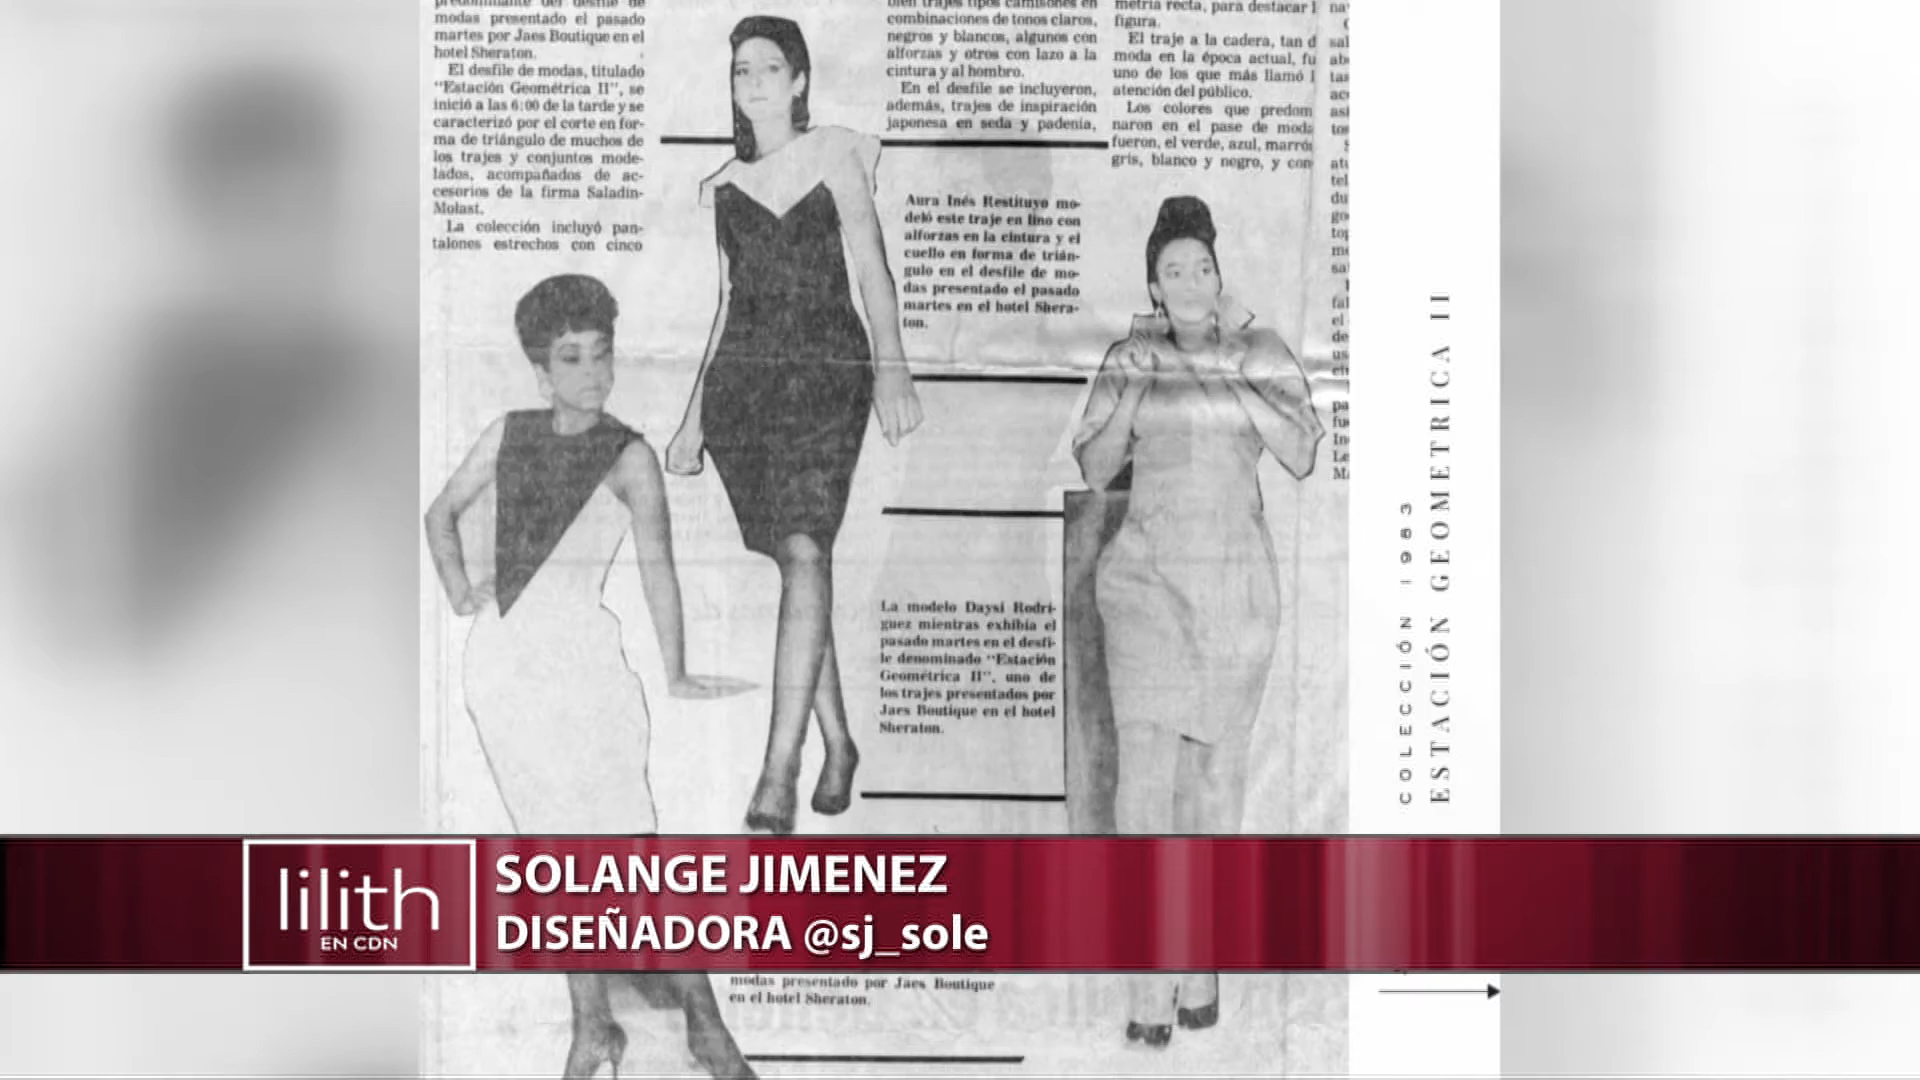 modas presentado el pasado
martes por Jaes Boutique en el
hotel Sheraton.
El desfile de modas, titulado
"Estación Geométrica II", se
inició a las 6:00 de la tarde y se
caracterizó por el corte en for-
ma de triángulo de muchos de
los trajes y conjuntos mode-
lados, acompañados de ac-
cesorios de la firma Saladín-
Molast.
La colección incluyó pan-
talones estrechos con cinco
bien trajes tipos camisones en
combinaciones de tonos claros,
negros y blancos, algunos con
alforzas y otros con lazo a la
cintura y al hombro.
En el desfile se incluyeron,
además, trajes de inspiración
japonesa en seda y padenia,
metría recta, para destacar l
figura.
El traje a la cadera, tan d
moda en la época actual, fu
uno de los que más llamó l
atención del público.
Los colores que predom
naron en el pase de moda
fueron, el verde, azul, marró
gris, blanco y negro, y con
Aura Inés Restituyo mo-
deló este traje en lino con
alforzas en la cintura y el
cuello en forma de trián-
gulo en el desfile de mo-
das presentado el pasado
martes en el hotel Shera-
ton.
La modelo Daysi Rodrí-
guez mientras exhibía el
pasado martes en el desfi-
le denominado "Estación
Geométrica II", uno de
los trajes presentados por
Jaes Boutique en el hotel
Sheraton.
COLECCIÓN 1983
ESTACIÓN GEOMETRICA II
lilith
EN CDN
SOLANGE JIMENEZ
DISEÑADORA @sj_sole
modas presentado por Jaes Boutique
en el hotel Sheraton.